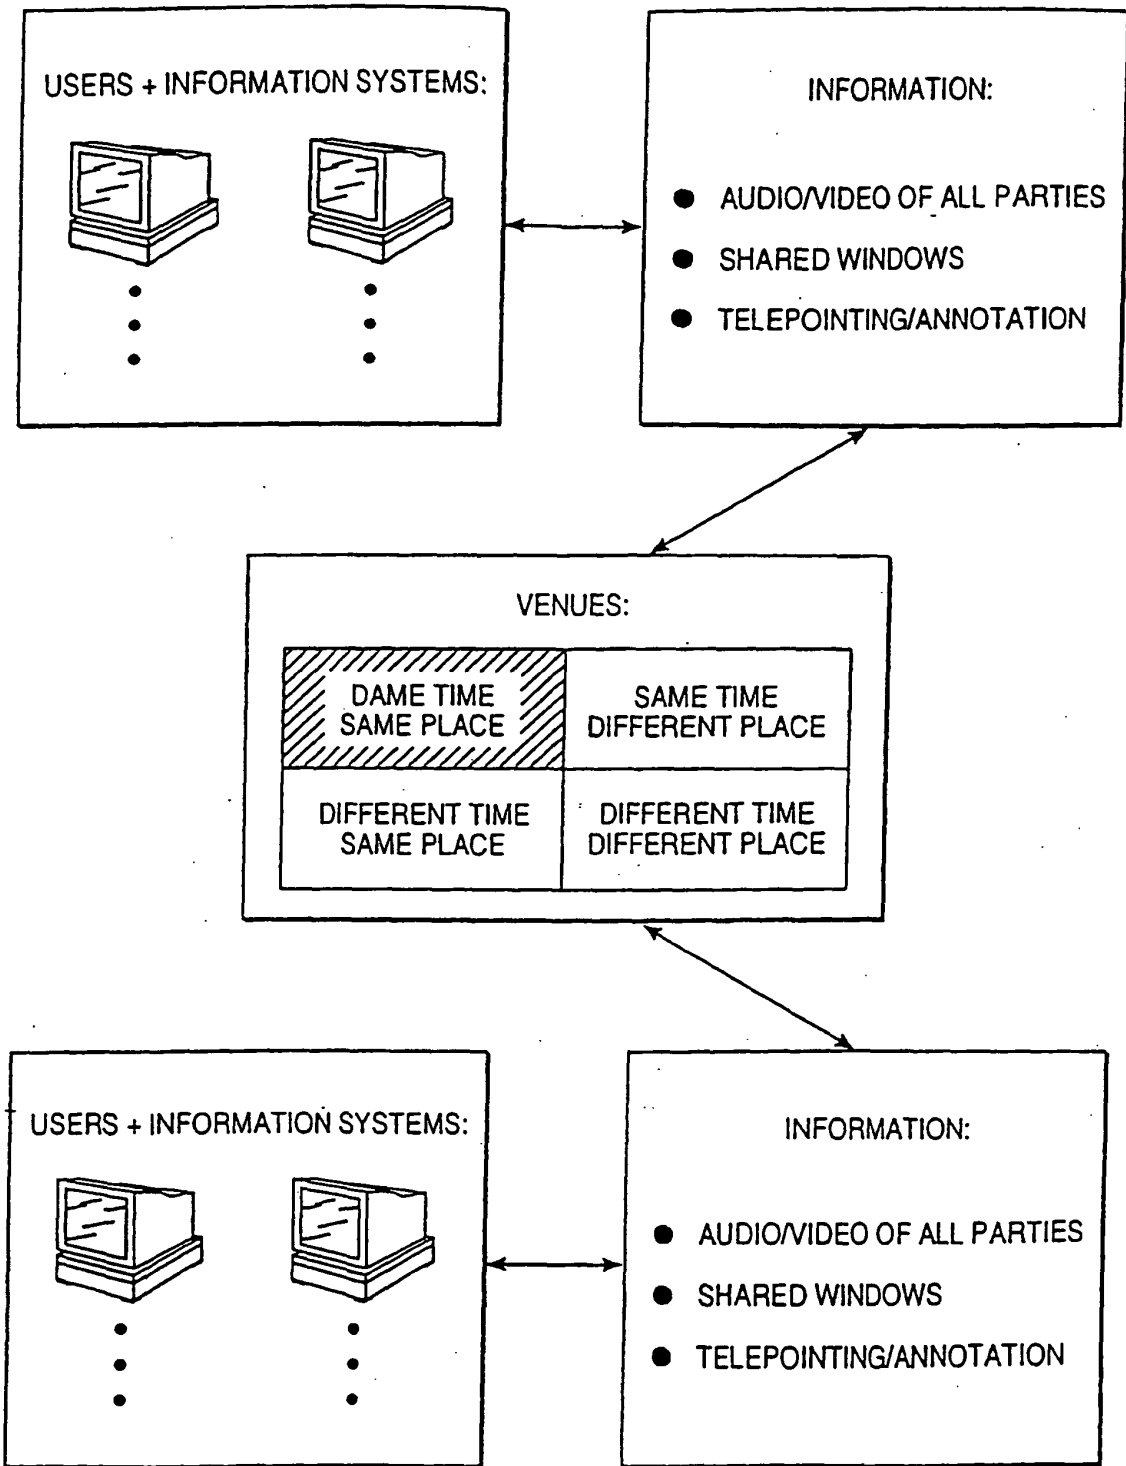 USERS + INFORMATION SYSTEMS:
INFORMATION:
● AUDIO/VIDEO OF ALL PARTIES
● SHARED WINDOWS
● TELEPOINTING/ANNOTATION
VENUES:
DAME TIME
SAME PLACE
SAME TIME
DIFFERENT PLACE
DIFFERENT TIME
SAME PLACE
DIFFERENT TIME
DIFFERENT PLACE
USERS + INFORMATION SYSTEMS:
INFORMATION:
● AUDIO/VIDEO OF ALL PARTIES
● SHARED WINDOWS
● TELEPOINTING/ANNOTATION